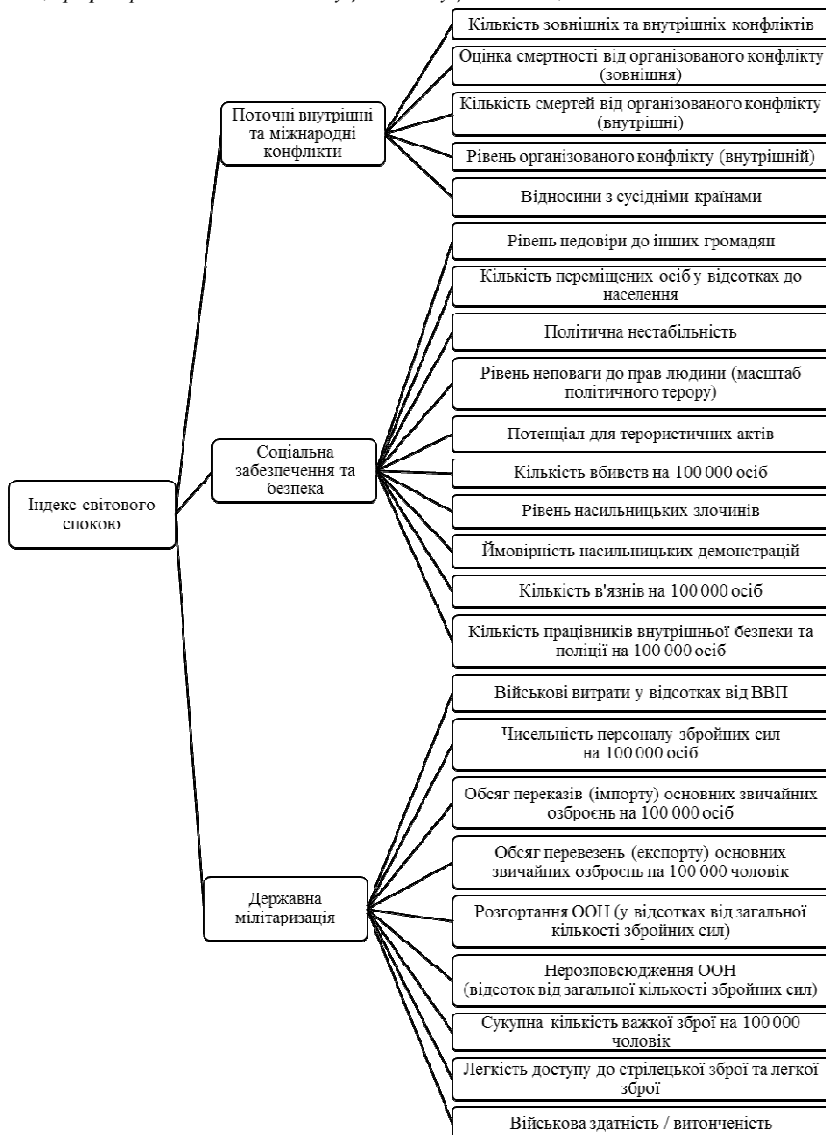 Кількість зовнішніх та внутрішніх конфліктів
Оцінка смертності від організованого конфлікту
(зовнішня)
Поточні внутрішні
та міжнародні
конфлікти
Кількість смертей від організованого конфлікту
(внутрішні)
Рівень організованого конфлікту (внутрішній)
Відносини з сусідніми країнами
Рівень недовіри до інших громадян
Кількість переміщених осіб у відсотках до
населення
Політична нестабільність
Рівень неповаги до прав людини (масштаб
політичного терору)
Потенціал для терористичних актів
Соціальна
забезпечення та
безпека
Кількість вбивств на 100 000 осіб
Індекс світового
спокою
Рівень насильницьких злочинів
Ймовірність насильницьких демонстрацій
Кількість в'язнів на 100 000 осіб
Кількість працівників внутрішньої безпеки та
поліції на 100 000 осіб
Військові витрати у відсотках від ВВП
Чисельність персоналу збройних сил
на 100 000 осіб
Обсяг переказів (імпорту) основних звичайних
озброєнь на 100 000 осіб
Обсяг перевезень (експорту) основних
звичайних озброєнь на 100 000 чоловік
Державна
мілітаризація
Розгортання ООН (у відсотках від загальної
кількості збройних сил)
Нерозповсюдження ООН
(відсоток від загальної кількості збройних сил)
Сукупна кількість важкої зброї на 100 000
чоловік
Легкість доступу до стрілецької зброї та легкої
зброї
Військова здатність / витонченість